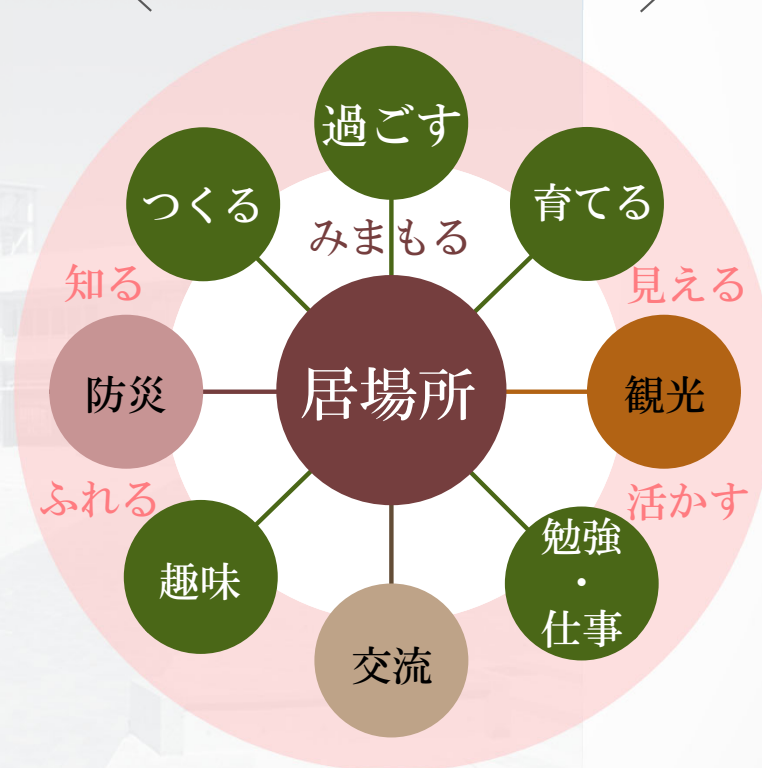 過ごす
つくる
育てる
みまもる
知る
見える
防災
居場所
観光
ふれる
活かす
勉強
・
仕事
趣味
交流